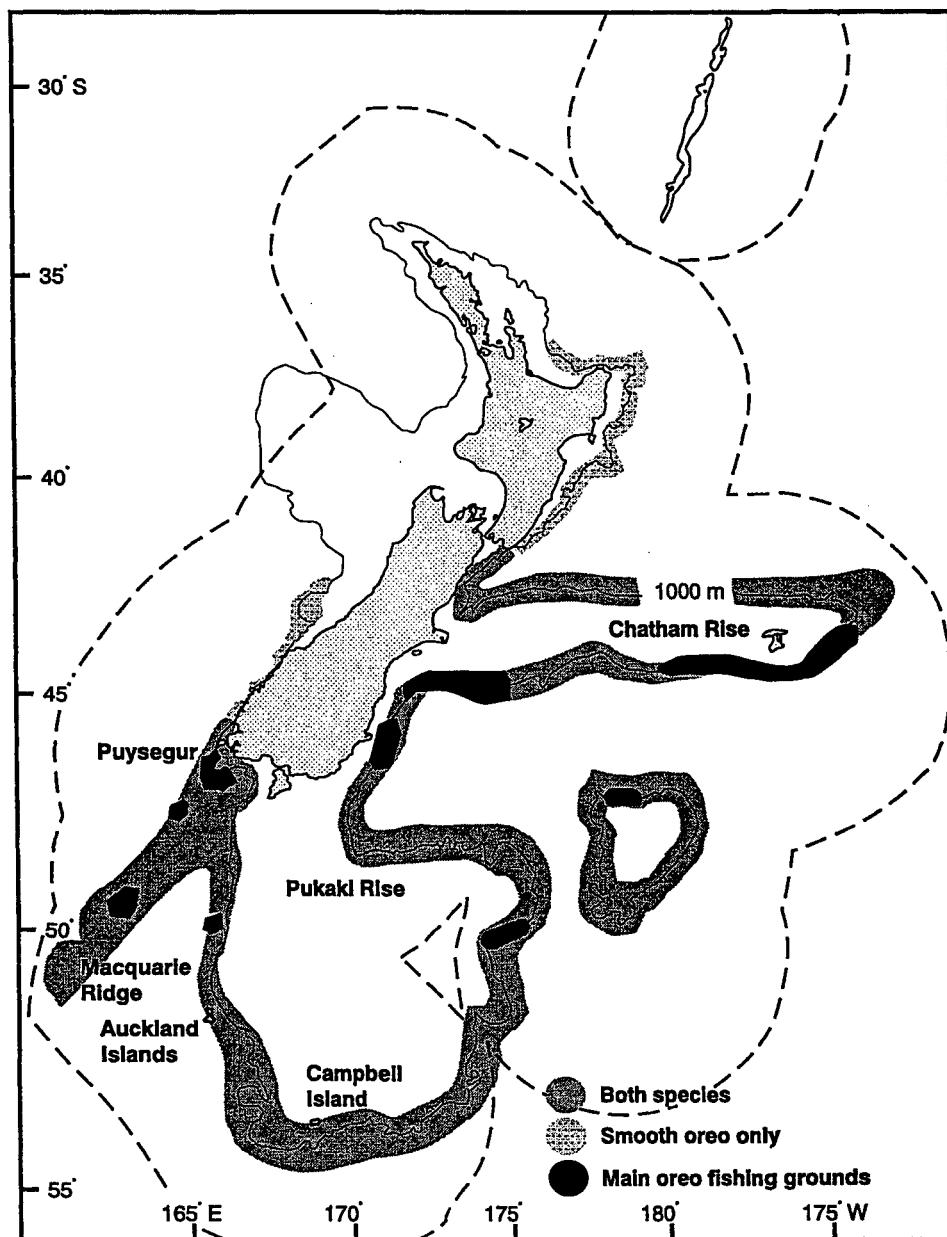 30° S
35°
40°
1000 m
Chatham Rise
45°
Puysegur
Pukaki Rise
50°
Macquarie
Ridge
Auckland
Islands
Campbell
Island
Both species
Smooth oreo only
Main oreo fishing grounds
55°
165° E
170°
175°
180°
175° W